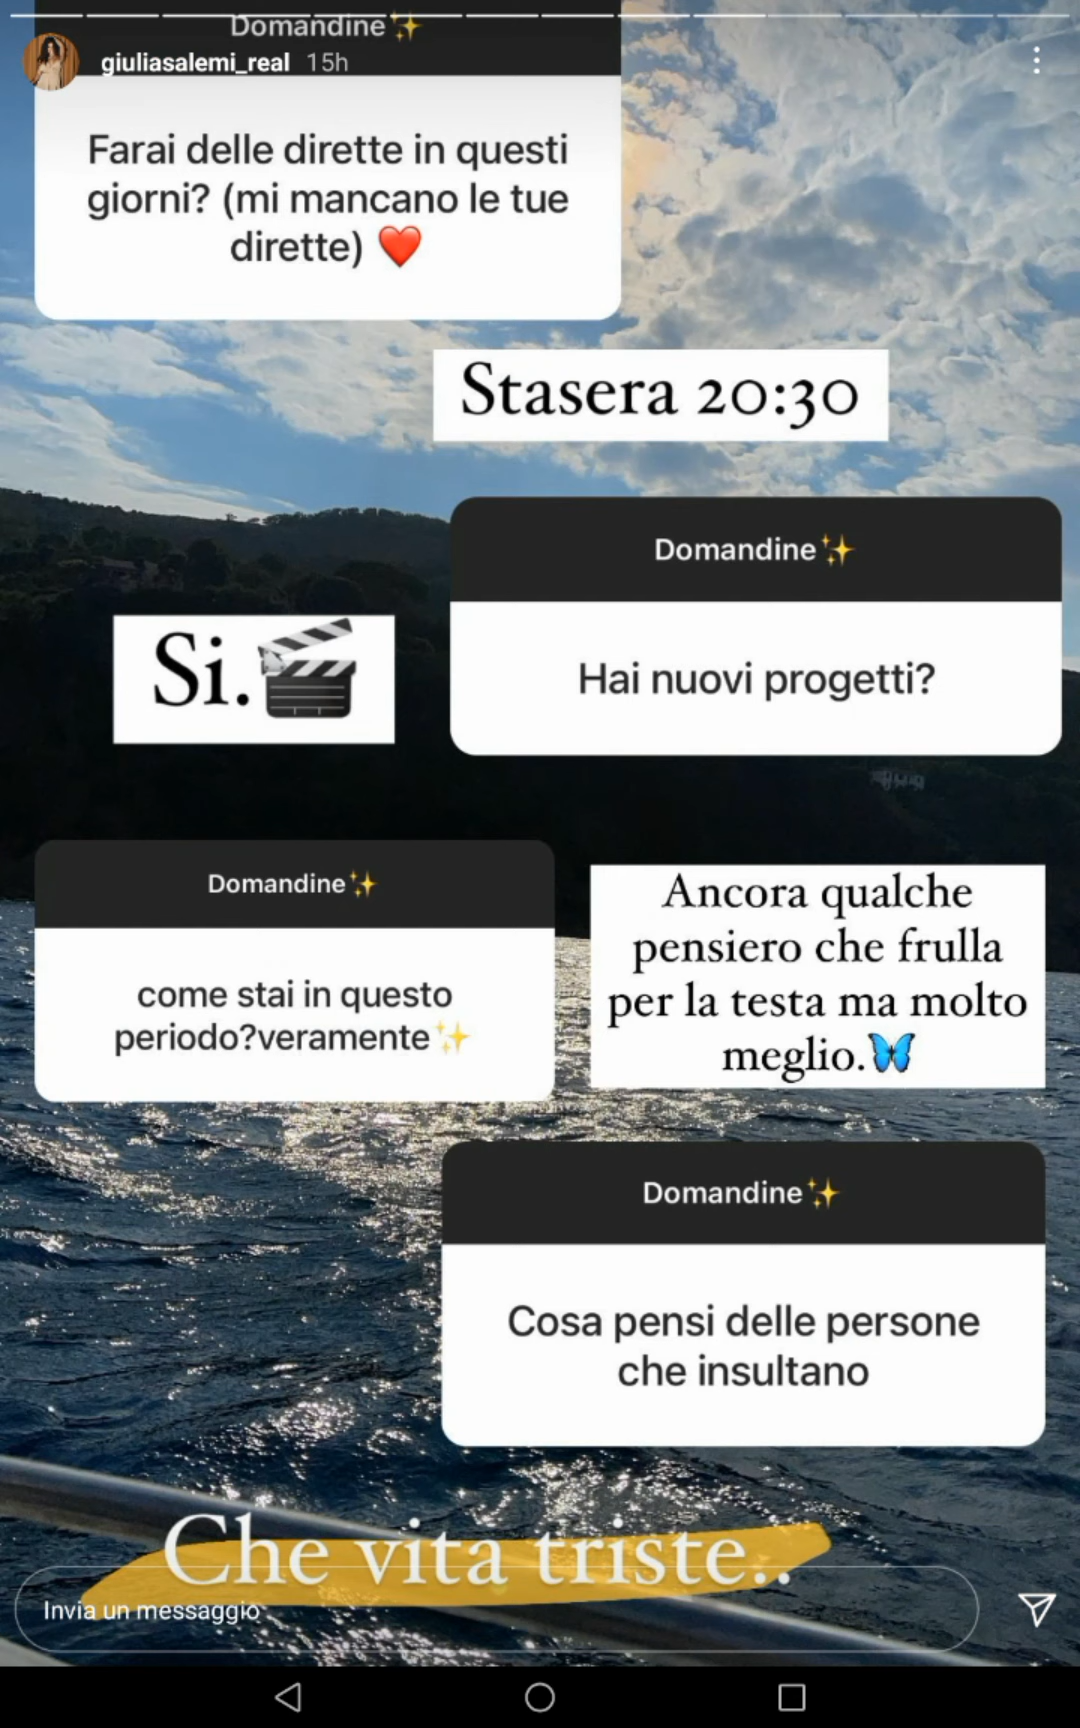 Domandine✨
giuliasalemi_real 15h
Farai delle dirette in questi
giorni? (mi mancano le tue
dirette) ❤️
Stasera 20:30
Domandine✨
Hai nuovi progetti?
Si.🎬
Domandine✨
come stai in questo
periodo?veramente✨
Ancora qualche
pensiero che frulla
per la testa ma molto
meglio.🦋
Domandine✨
Cosa pensi delle persone
che insultano
Che vita triste..
Invia un messaggio